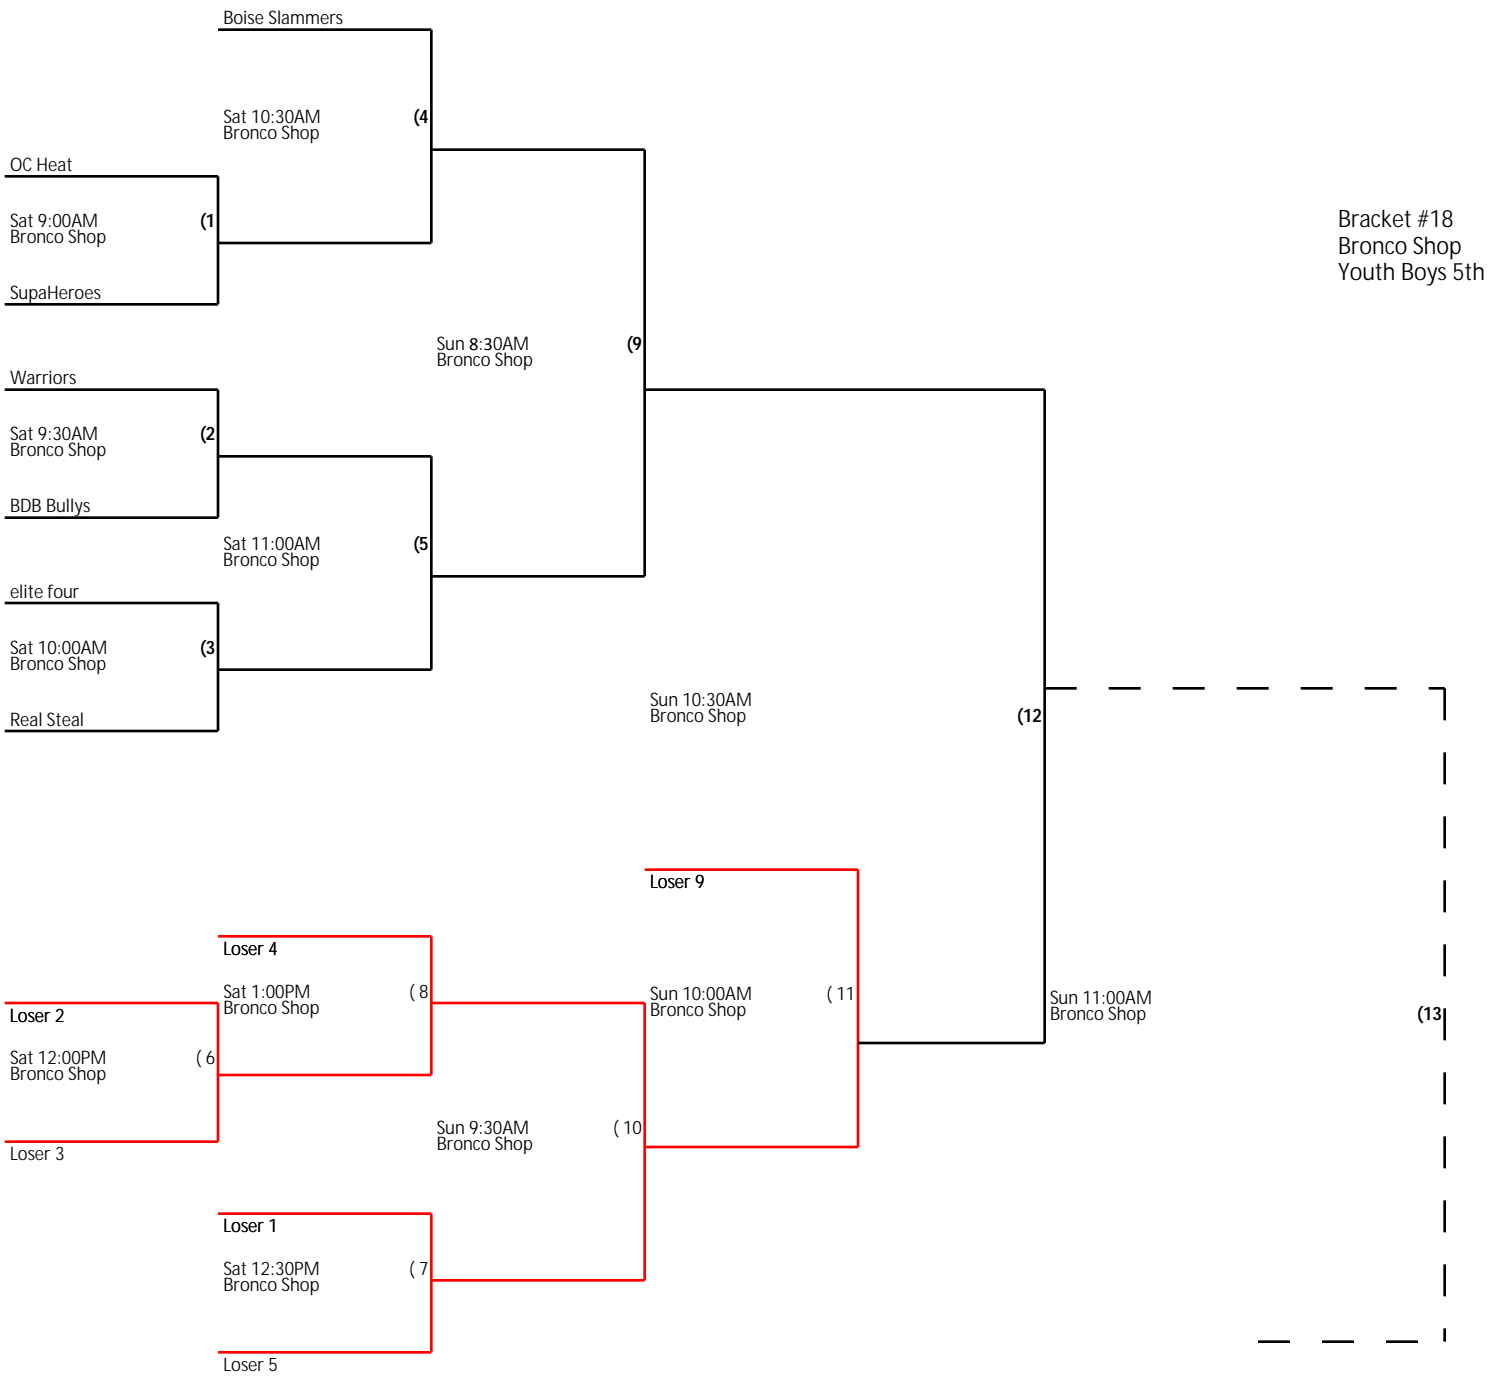 Boise Slammers
Sat 10:30AM (4
Bronco Shop
OC Heat
Sat 9:00AM (1
Bronco Shop
SupaHeroes
Bracket #18
Bronco Shop
Youth Boys 5th
Sun 8:30AM (9
Bronco Shop
Warriors
Sat 9:30AM (2
Bronco Shop
BDB Bullys
Sat 11:00AM (5
Bronco Shop
elite four
Sat 10:00AM (3
Bronco Shop
Real Steal
Sun 10:30AM (12
Bronco Shop
Loser 9
Loser 4
Sat 1:00PM ( 8
Bronco Shop
Sun 10:00AM ( 11
Bronco Shop
Sun 11:00AM (13
Bronco Shop
Loser 2
Sat 12:00PM ( 6
Bronco Shop
Loser 3
Sun 9:30AM ( 10
Bronco Shop
Loser 1
Sat 12:30PM ( 7
Bronco Shop
Loser 5